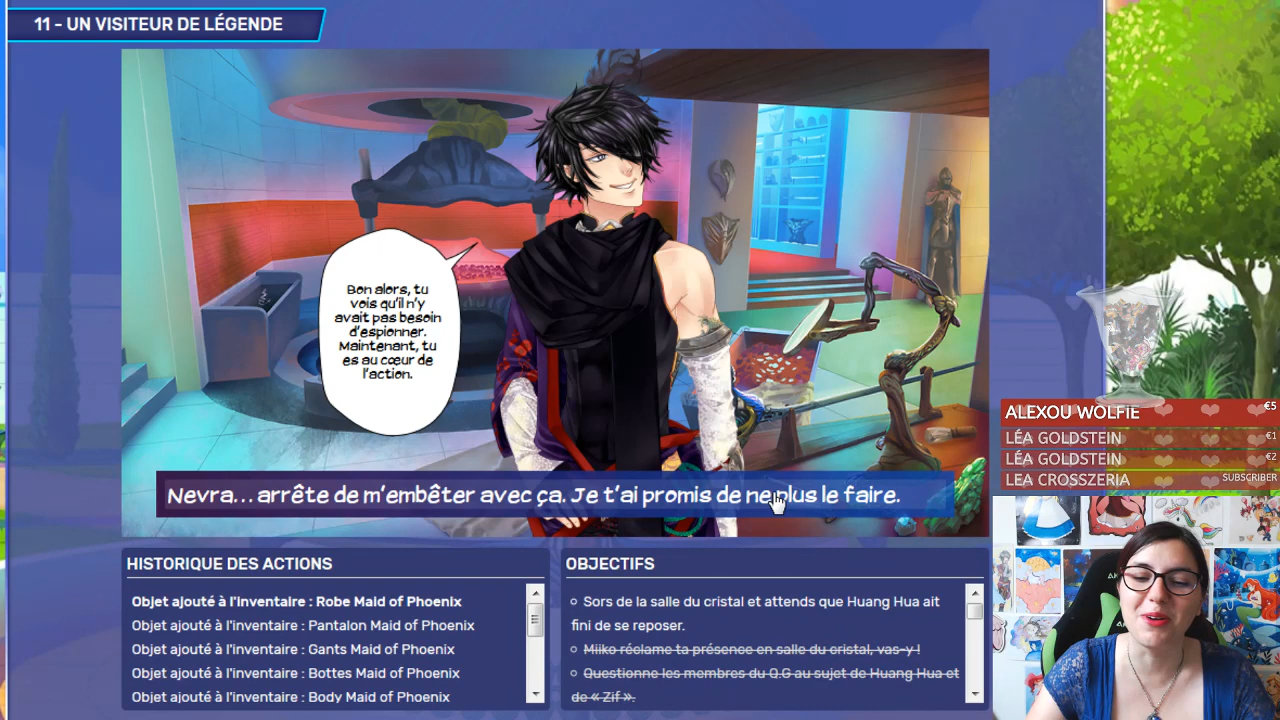 11 - UN VISITEUR DE LÉGENDE
Bon alors, tu
vois qu'il n'y
avait pas besoin
d'espionner.
Maintenant, tu
es au cœur de
l'action.
Nevra... arrête de m'embêter avec ça. Je t'ai promis de ne plus le faire.
HISTORIQUE DES ACTIONS
Objet ajouté à l'inventaire : Robe Maid of Phoenix
Objet ajouté à l'inventaire : Pantalon Maid of Phoenix
Objet ajouté à l'inventaire : Gants Maid of Phoenix
Objet ajouté à l'inventaire : Bottes Maid of Phoenix
Objet ajouté à l'inventaire : Body Maid of Phoenix
OBJECTIFS
Sors de la salle du cristal et attends que Huang Hua ait
fini de se reposer.
Miiko réclame ta présence en salle du cristal, vas-y !
Questionne les membres du Q.G au sujet de Huang Hua et
de « Zif ».
ALEXOU WOLFIE €5
LÉA GOLDSTEIN €1
LÉA GOLDSTEIN €2
LEA CROSSZERIA SUBSCRIBER